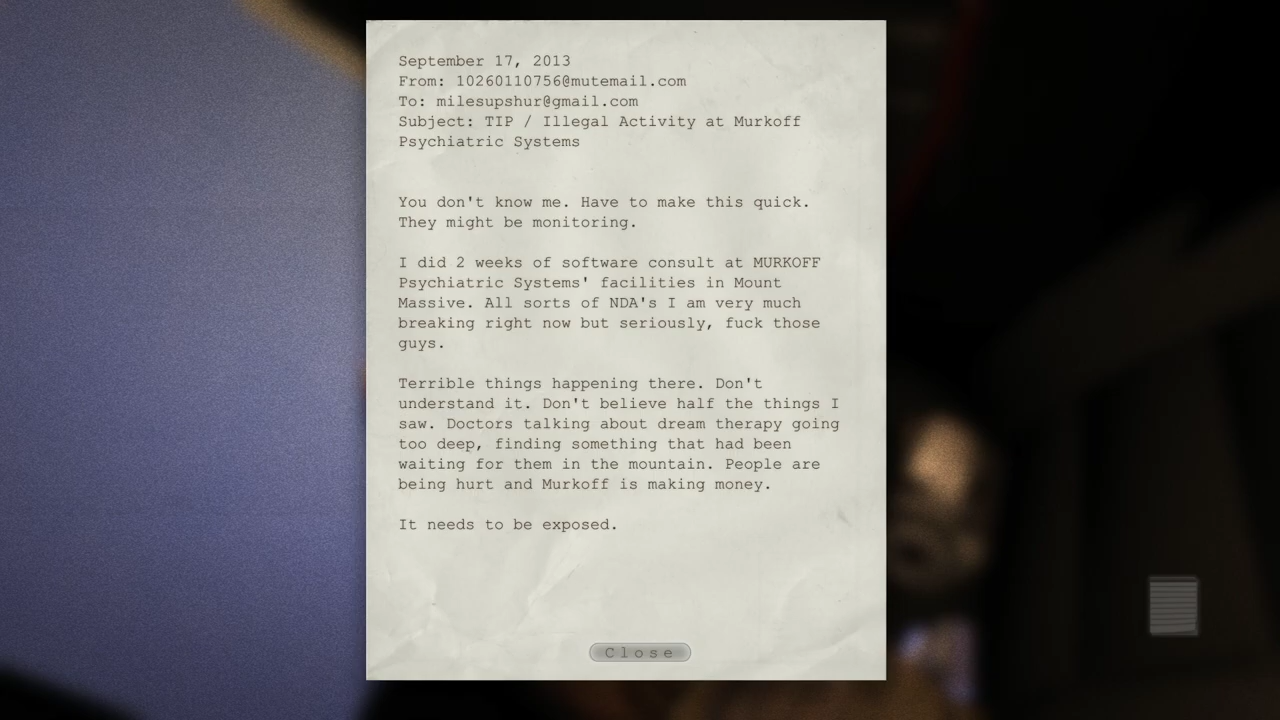 September 17, 2013
From: 10260110756@mutemail.com
To: milesupshur@gmail.com
Subject: TIP / Illegal Activity at Murkoff
Psychiatric Systems
You don't know me. Have to make this quick.
They might be monitoring.
I did 2 weeks of software consult at MURKOFF
Psychiatric Systems' facilities in Mount
Massive. All sorts of NDA's I am very much
breaking right now but seriously, fuck those
guys.
Terrible things happening there. Don't
understand it. Don't believe half the things I
saw. Doctors talking about dream therapy going
too deep, finding something that had been
waiting for them in the mountain. People are
being hurt and Murkoff is making money.
It needs to be exposed.
Close